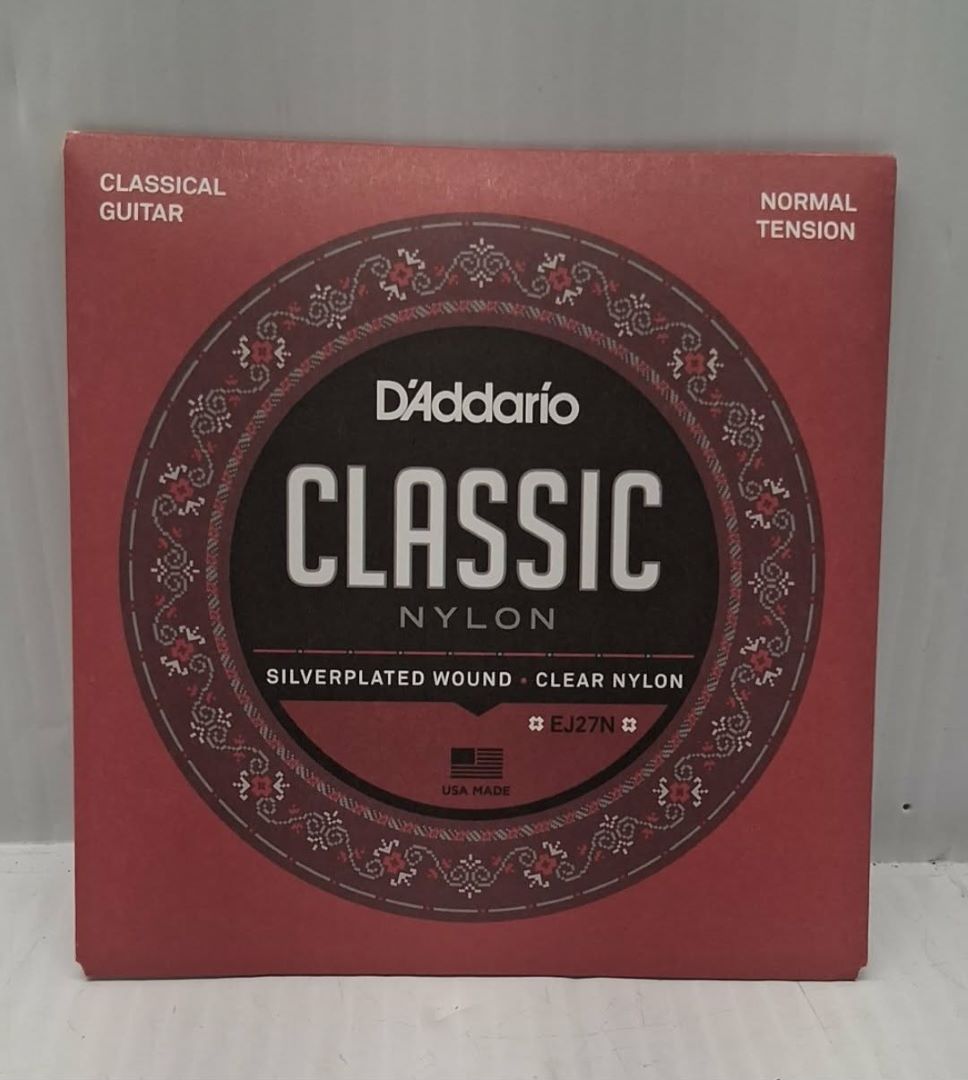 CLASSICAL
GUITAR
NORMAL
TENSION
D'Addario
CLASSIC
NYLON
SILVERPLATED WOUND • CLEAR NYLON
EJ27N
USA MADE